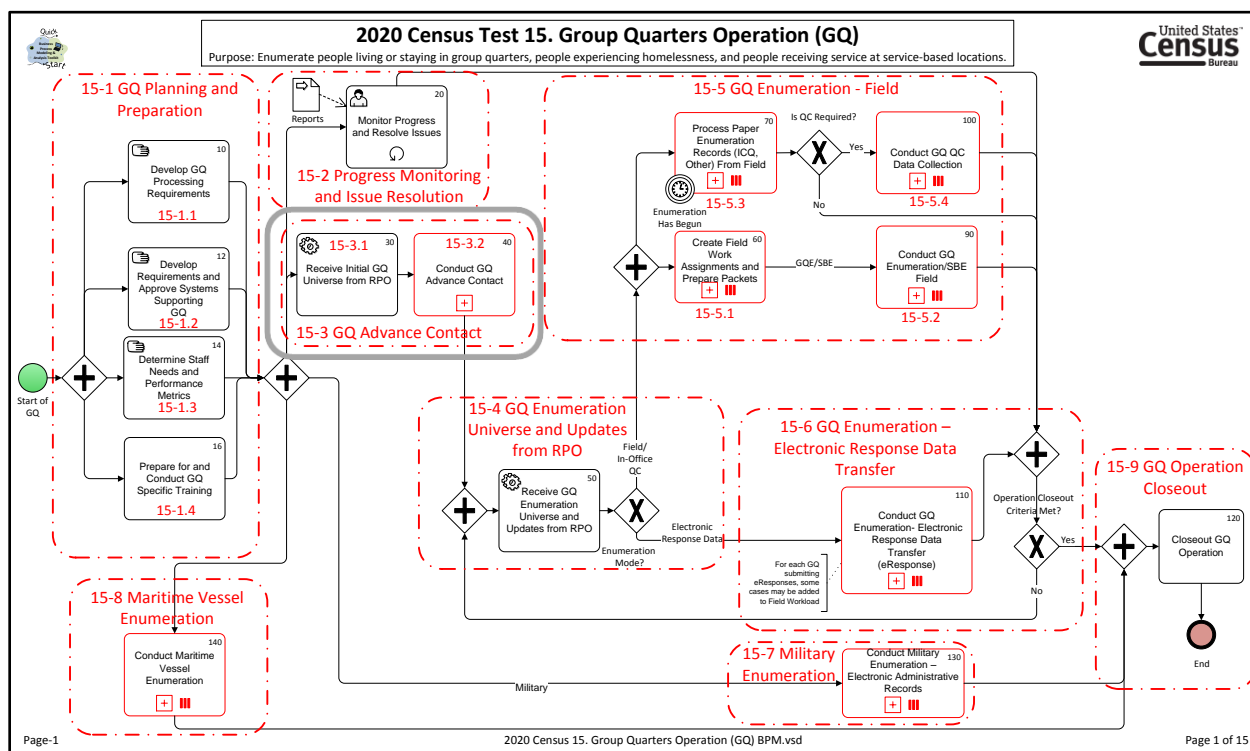 Quick
Business
Process
Modeling &
Analysis Toolkit
Start
2020 Census Test 15. Group Quarters Operation (GQ)
Purpose: Enumerate people living or staying in group quarters, people experiencing homelessness, and people receiving service at service-based locations.
United States™
Census
Bureau
15-1 GQ Planning and
Preparation
10
Develop GQ
Processing
Requirements
15-1.1
12
Develop
Requirements and
Approve Systems
Supporting
GQ
15-1.2
14
Determine Staff
Needs and
Performance
Metrics
15-1.3
16
Prepare for and
Conduct GQ
Specific Training
15-1.4
Start of
GQ
Reports
20
Monitor Progress
and Resolve Issues
15-2 Progress Monitoring
and Issue Resolution
15-3.1
30
Receive Initial GQ
Universe from RPO
15-3.2
40
Conduct GQ
Advance Contact
15-3 GQ Advance Contact
15-4 GQ Enumeration
Universe and Updates
from RPO
50
Receive GQ
Enumeration
Universe and
Updates from RPO
Field/
In-Office
QC
X
Enumeration
Mode?
Electronic
Response Data
15-5 GQ Enumeration - Field
70
Process Paper
Enumeration
Records (ICQ,
Other) From Field
15-5.3
Enumeration
Has Begun
Is QC Required?
X
Yes
No
100
Conduct GQ QC
Data Collection
15-5.4
60
Create Field
Work
Assignments and
Prepare Packets
15-5.1
GQE/SBE
90
Conduct GQ
Enumeration/SBE
Field
15-5.2
15-6 GQ Enumeration –
Electronic Response Data
Transfer
110
Conduct GQ
Enumeration- Electronic
Response Data
Transfer
(eResponse)
For each GQ
submitting
eResponses, some
cases may be added
to Field Workload
Operation Closeout
Criteria Met?
X
Yes
No
15-9 GQ Operation
Closeout
120
Closeout GQ
Operation
End
15-8 Maritime Vessel
Enumeration
140
Conduct Maritime
Vessel
Enumeration
Military
15-7 Military
Enumeration
130
Conduct Military
Enumeration –
Electronic Administrative
Records
Page-1
2020 Census 15. Group Quarters Operation (GQ) BPM.vsd
Page 1 of 15